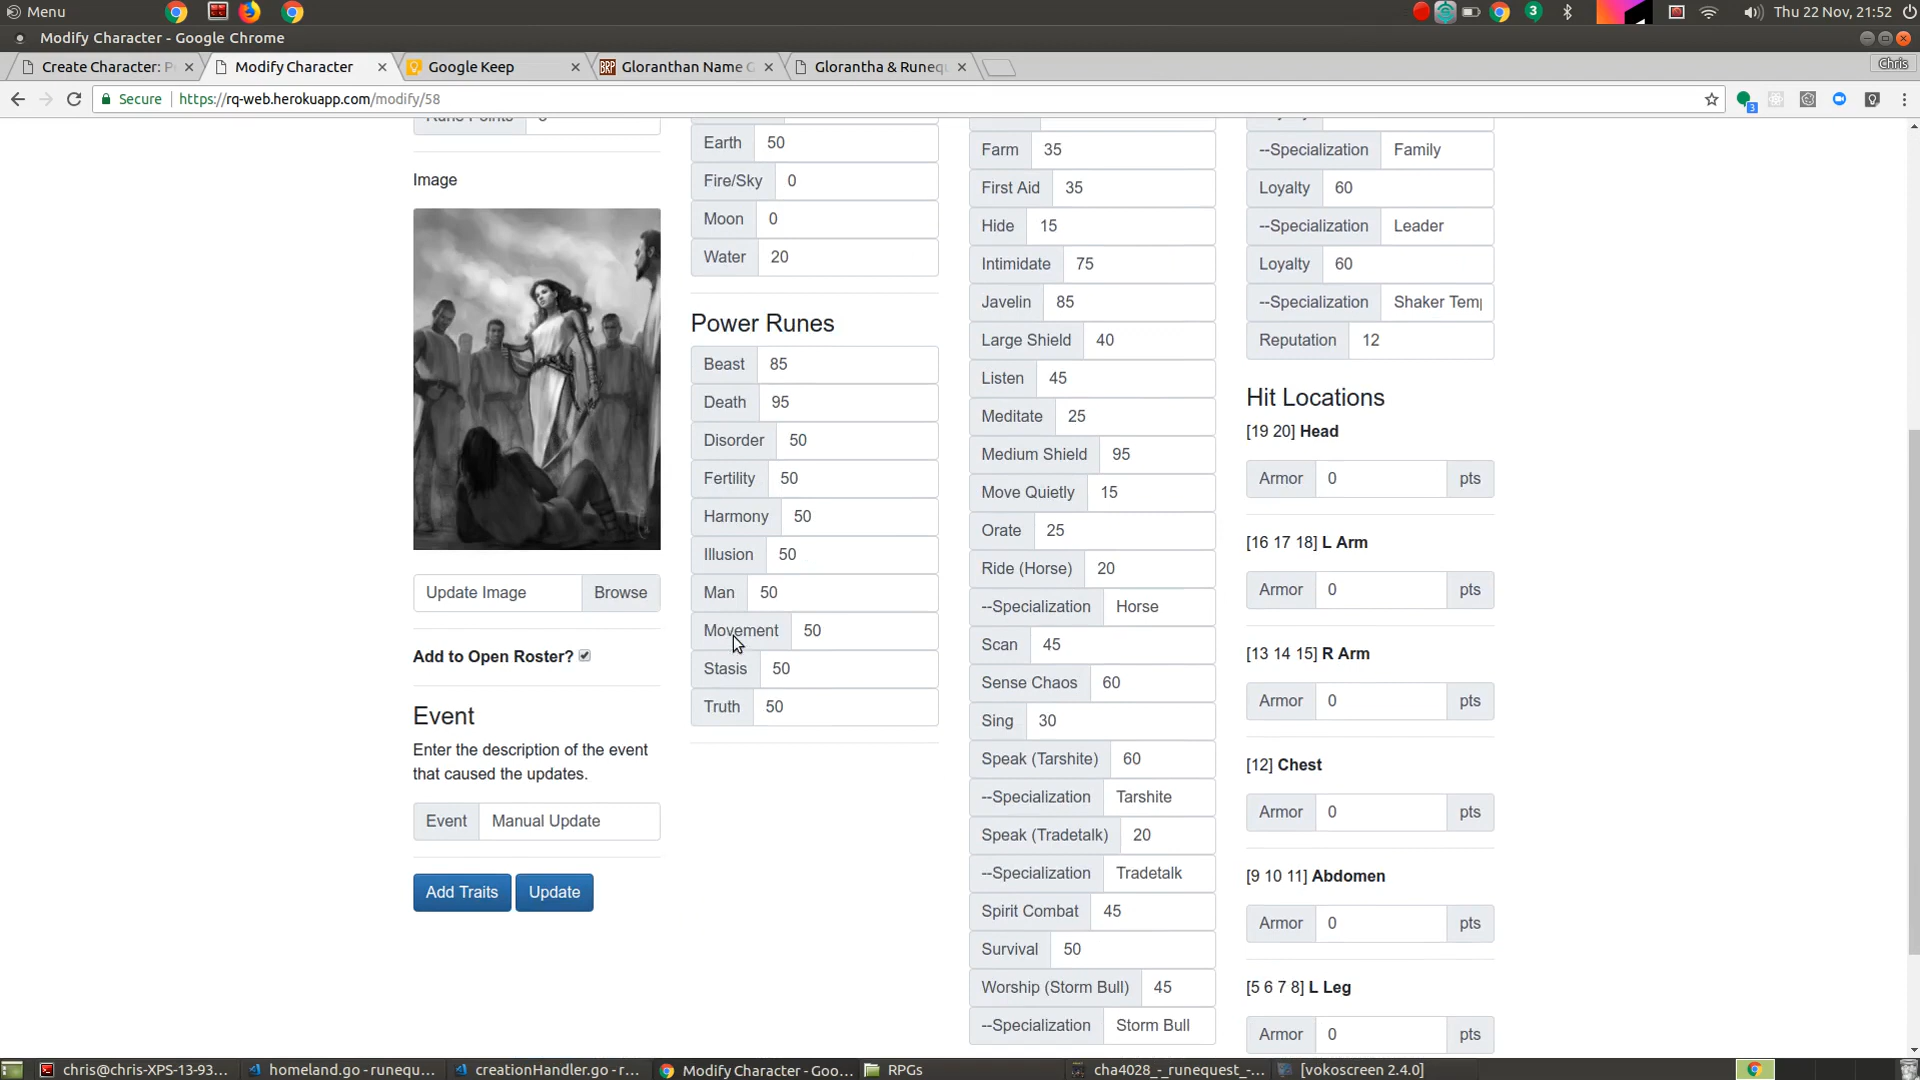 Menu
3
Thu 22 Nov, 21:52
Modify Character - Google Chrome
Create Character: P
Modify Character
Google Keep
Gloranthan Name G
Glorantha & Runequ
Chris
Secure
https://rq-web.herokuapp.com/modify/58
Image
Update Image
Browse
Add to Open Roster?
Event
Enter the description of the event
that caused the updates.
Event
Manual Update
Add Traits
Update
Earth 50
Fire/Sky 0
Moon 0
Water 20
Power Runes
Beast 85
Death 95
Disorder 50
Fertility 50
Harmony 50
Illusion 50
Man 50
Movement 50
Stasis 50
Truth 50
Farm 35
First Aid 35
Hide 15
Intimidate 75
Javelin 85
Large Shield 40
Listen 45
Meditate 25
Medium Shield 95
Move Quietly 15
Orate 25
Ride (Horse) 20
--Specialization Horse
Scan 45
Sense Chaos 60
Sing 30
Speak (Tarshite) 60
--Specialization Tarshite
Speak (Tradetalk) 20
--Specialization Tradetalk
Spirit Combat 45
Survival 50
Worship (Storm Bull) 45
--Specialization Storm Bull
--Specialization Family
Loyalty 60
--Specialization Leader
Loyalty 60
--Specialization Shaker Temp
Reputation 12
Hit Locations
[19 20] Head
Armor 0 pts
[16 17 18] L Arm
Armor 0 pts
[13 14 15] R Arm
Armor 0 pts
[12] Chest
Armor 0 pts
[9 10 11] Abdomen
Armor 0 pts
[5 6 7 8] L Leg
Armor 0 pts
chris@chris-XPS-13-93...
homeland.go - runequ...
creationHandler.go - r...
Modify Character - Goo...
RPGs
cha4028_-_runequest_-...
[vokoscreen 2.4.0]